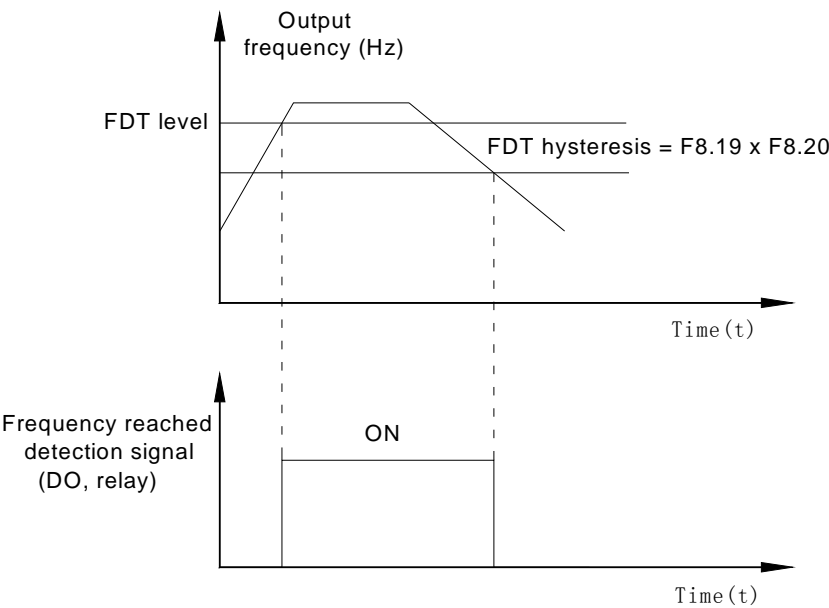 Output
frequency (Hz)
FDT level
FDT hysteresis = F8.19 x F8.20
Time(t)
Frequency reached
detection signal
(DO, relay)
ON
Time(t)